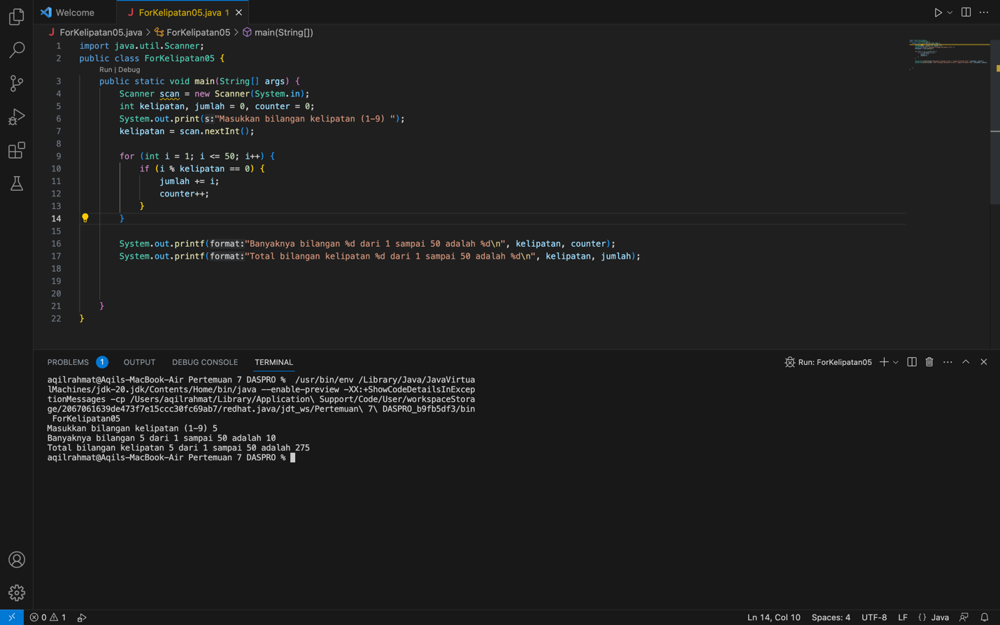 Welcome
ForKelipatan05.java 1
ForKelipatan05.java > ForKelipatan05 > main(String[])
1 import java.util.Scanner;
2 public class ForKelipatan05 {
Run | Debug
3 public static void main(String[] args) {
4 Scanner scan = new Scanner(System.in);
5 int kelipatan, jumlah = 0, counter = 0;
6 System.out.print(s:"Masukkan bilangan kelipatan (1-9) ");
7 kelipatan = scan.nextInt();
8
9 for (int i = 1; i <= 50; i++) {
10 if (i % kelipatan == 0) {
11 jumlah += i;
12 counter++;
13 }
14 }
15
16 System.out.printf(format:"Banyaknya bilangan %d dari 1 sampai 50 adalah %d\n", kelipatan, counter);
17 System.out.printf(format:"Total bilangan kelipatan %d dari 1 sampai 50 adalah %d\n", kelipatan, jumlah);
18
19
20
21 }
22 }
PROBLEMS 1 OUTPUT DEBUG CONSOLE TERMINAL Run: ForKelipatan05
aqilrahmat@Aqils-MacBook-Air Pertemuan 7 DASPRO % /usr/bin/env /Library/Java/JavaVirtua
lMachines/jdk-20.jdk/Contents/Home/bin/java --enable-preview -XX:+ShowCodeDetailsInExcep
tionMessages -cp /Users/aqilrahmat/Library/Application\ Support/Code/User/workspaceStora
ge/2067061639de473f7e15ccc30fc69ab7/redhat.java/jdt_ws/Pertemuan\ 7\ DASPRO_b9fb5df3/bin
ForKelipatan05
Masukkan bilangan kelipatan (1-9) 5
Banyaknya bilangan 5 dari 1 sampai 50 adalah 10
Total bilangan kelipatan 5 dari 1 sampai 50 adalah 275
aqilrahmat@Aqils-MacBook-Air Pertemuan 7 DASPRO %
0 1 Ln 14, Col 10 Spaces: 4 UTF-8 LF {} Java